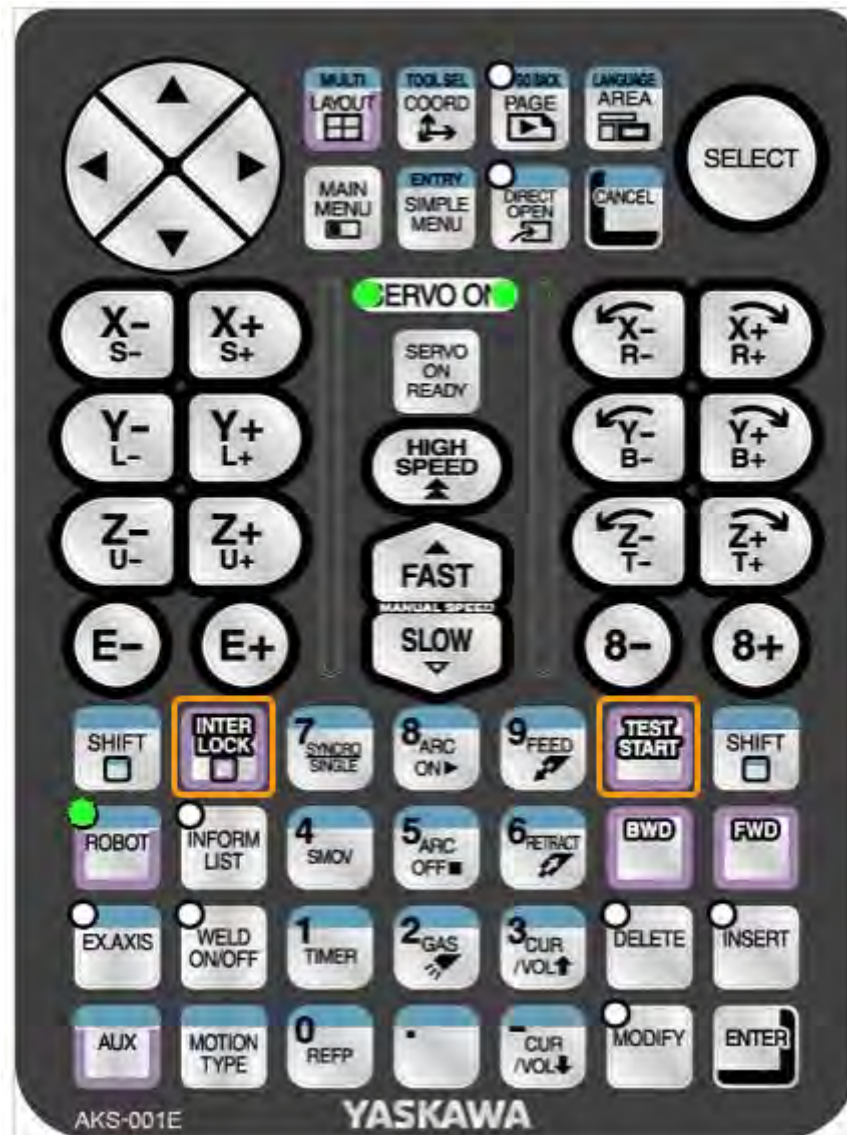 MULTI
LAYOUT
TOOL SEL
COORD
GO BACK
PAGE
LANGUAGE
AREA
SELECT
MAIN
MENU
ENTRY
SIMPLE
MENU
DIRECT
OPEN
CANCEL
SERVO ON
X-
S-
X+
S+
SERVO
ON
READY
X-
R-
X+
R+
Y-
L-
Y+
L+
HIGH
SPEED
Y-
B-
Y+
B+
Z-
U-
Z+
U+
FAST
MANUAL SPEED
SLOW
Z-
T-
Z+
T+
E-
E+
8-
8+
SHIFT
INTER
LOCK
7
SYNCRO
SINGLE
8
ARC
ON
9
FEED
TEST
START
SHIFT
ROBOT
INFORM
LIST
4
SMOV
5
ARC
OFF
6
RETRACT
BWD
FWD
EX.AXIS
WELD
ON/OFF
1
TIMER
2
GAS
3
CUR
/VOL
DELETE
INSERT
AUX
MOTION
TYPE
0
REFP
.
-
CUR
/VOL
MODIFY
ENTER
AKS-001E
YASKAWA